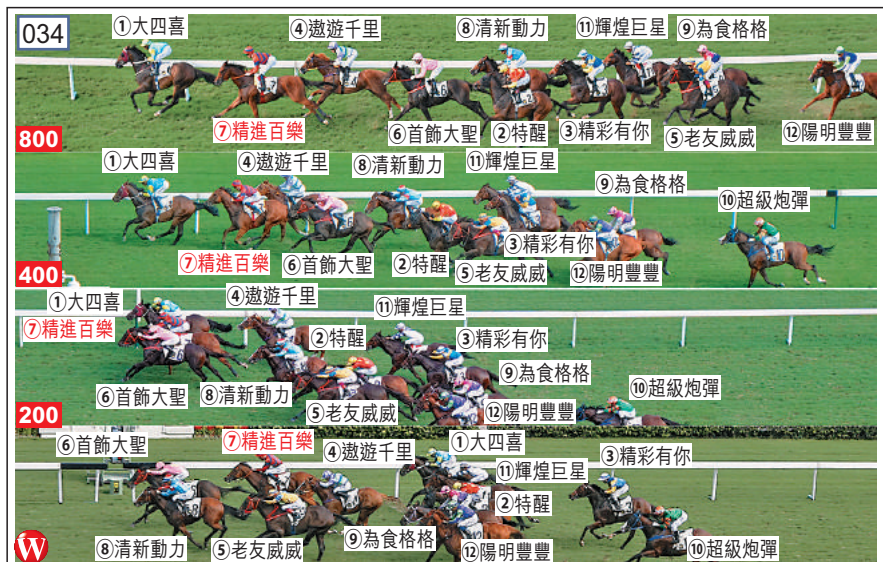 034
①大四喜
④遨遊千里
⑧清新動力
⑪輝煌巨星
⑨為食格格
⑦精進百樂
⑥首飾大聖
②特醒
③精彩有你
⑤老友威威
⑫陽明豐豐
800
①大四喜
④遨遊千里
⑧清新動力
⑪輝煌巨星
⑨為食格格
⑩超級炮彈
⑦精進百樂
⑥首飾大聖
②特醒
③精彩有你
⑤老友威威
⑫陽明豐豐
400
①大四喜
④遨遊千里
⑪輝煌巨星
⑦精進百樂
②特醒
③精彩有你
⑨為食格格
⑩超級炮彈
⑥首飾大聖
⑧清新動力
⑤老友威威
⑫陽明豐豐
200
⑥首飾大聖
⑦精進百樂
④遨遊千里
①大四喜
③精彩有你
⑪輝煌巨星
②特醒
W
⑧清新動力
⑤老友威威
⑨為食格格
⑫陽明豐豐
⑩超級炮彈